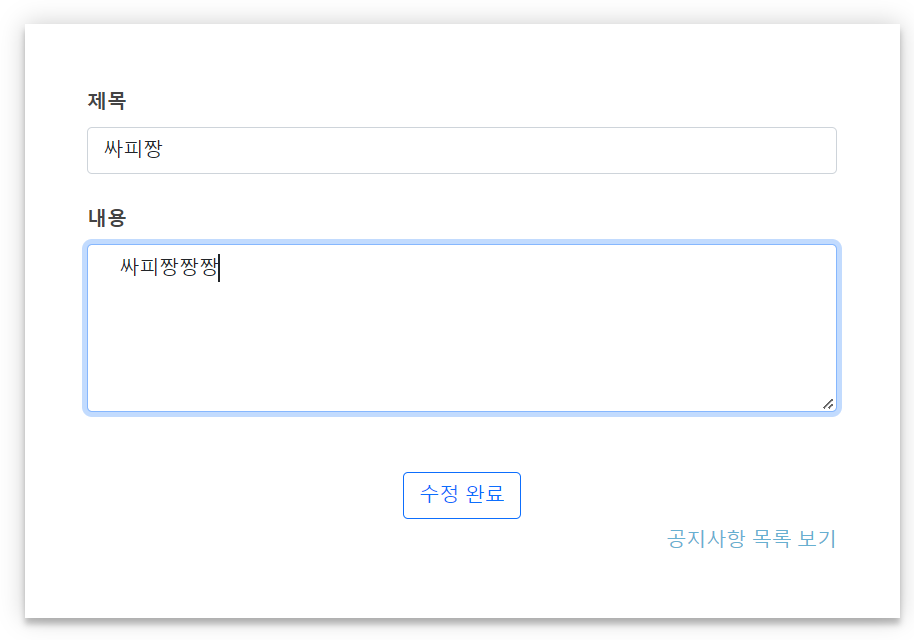 제목
싸피짱
내용
싸피짱짱짱
수정 완료
공지사항 목록 보기